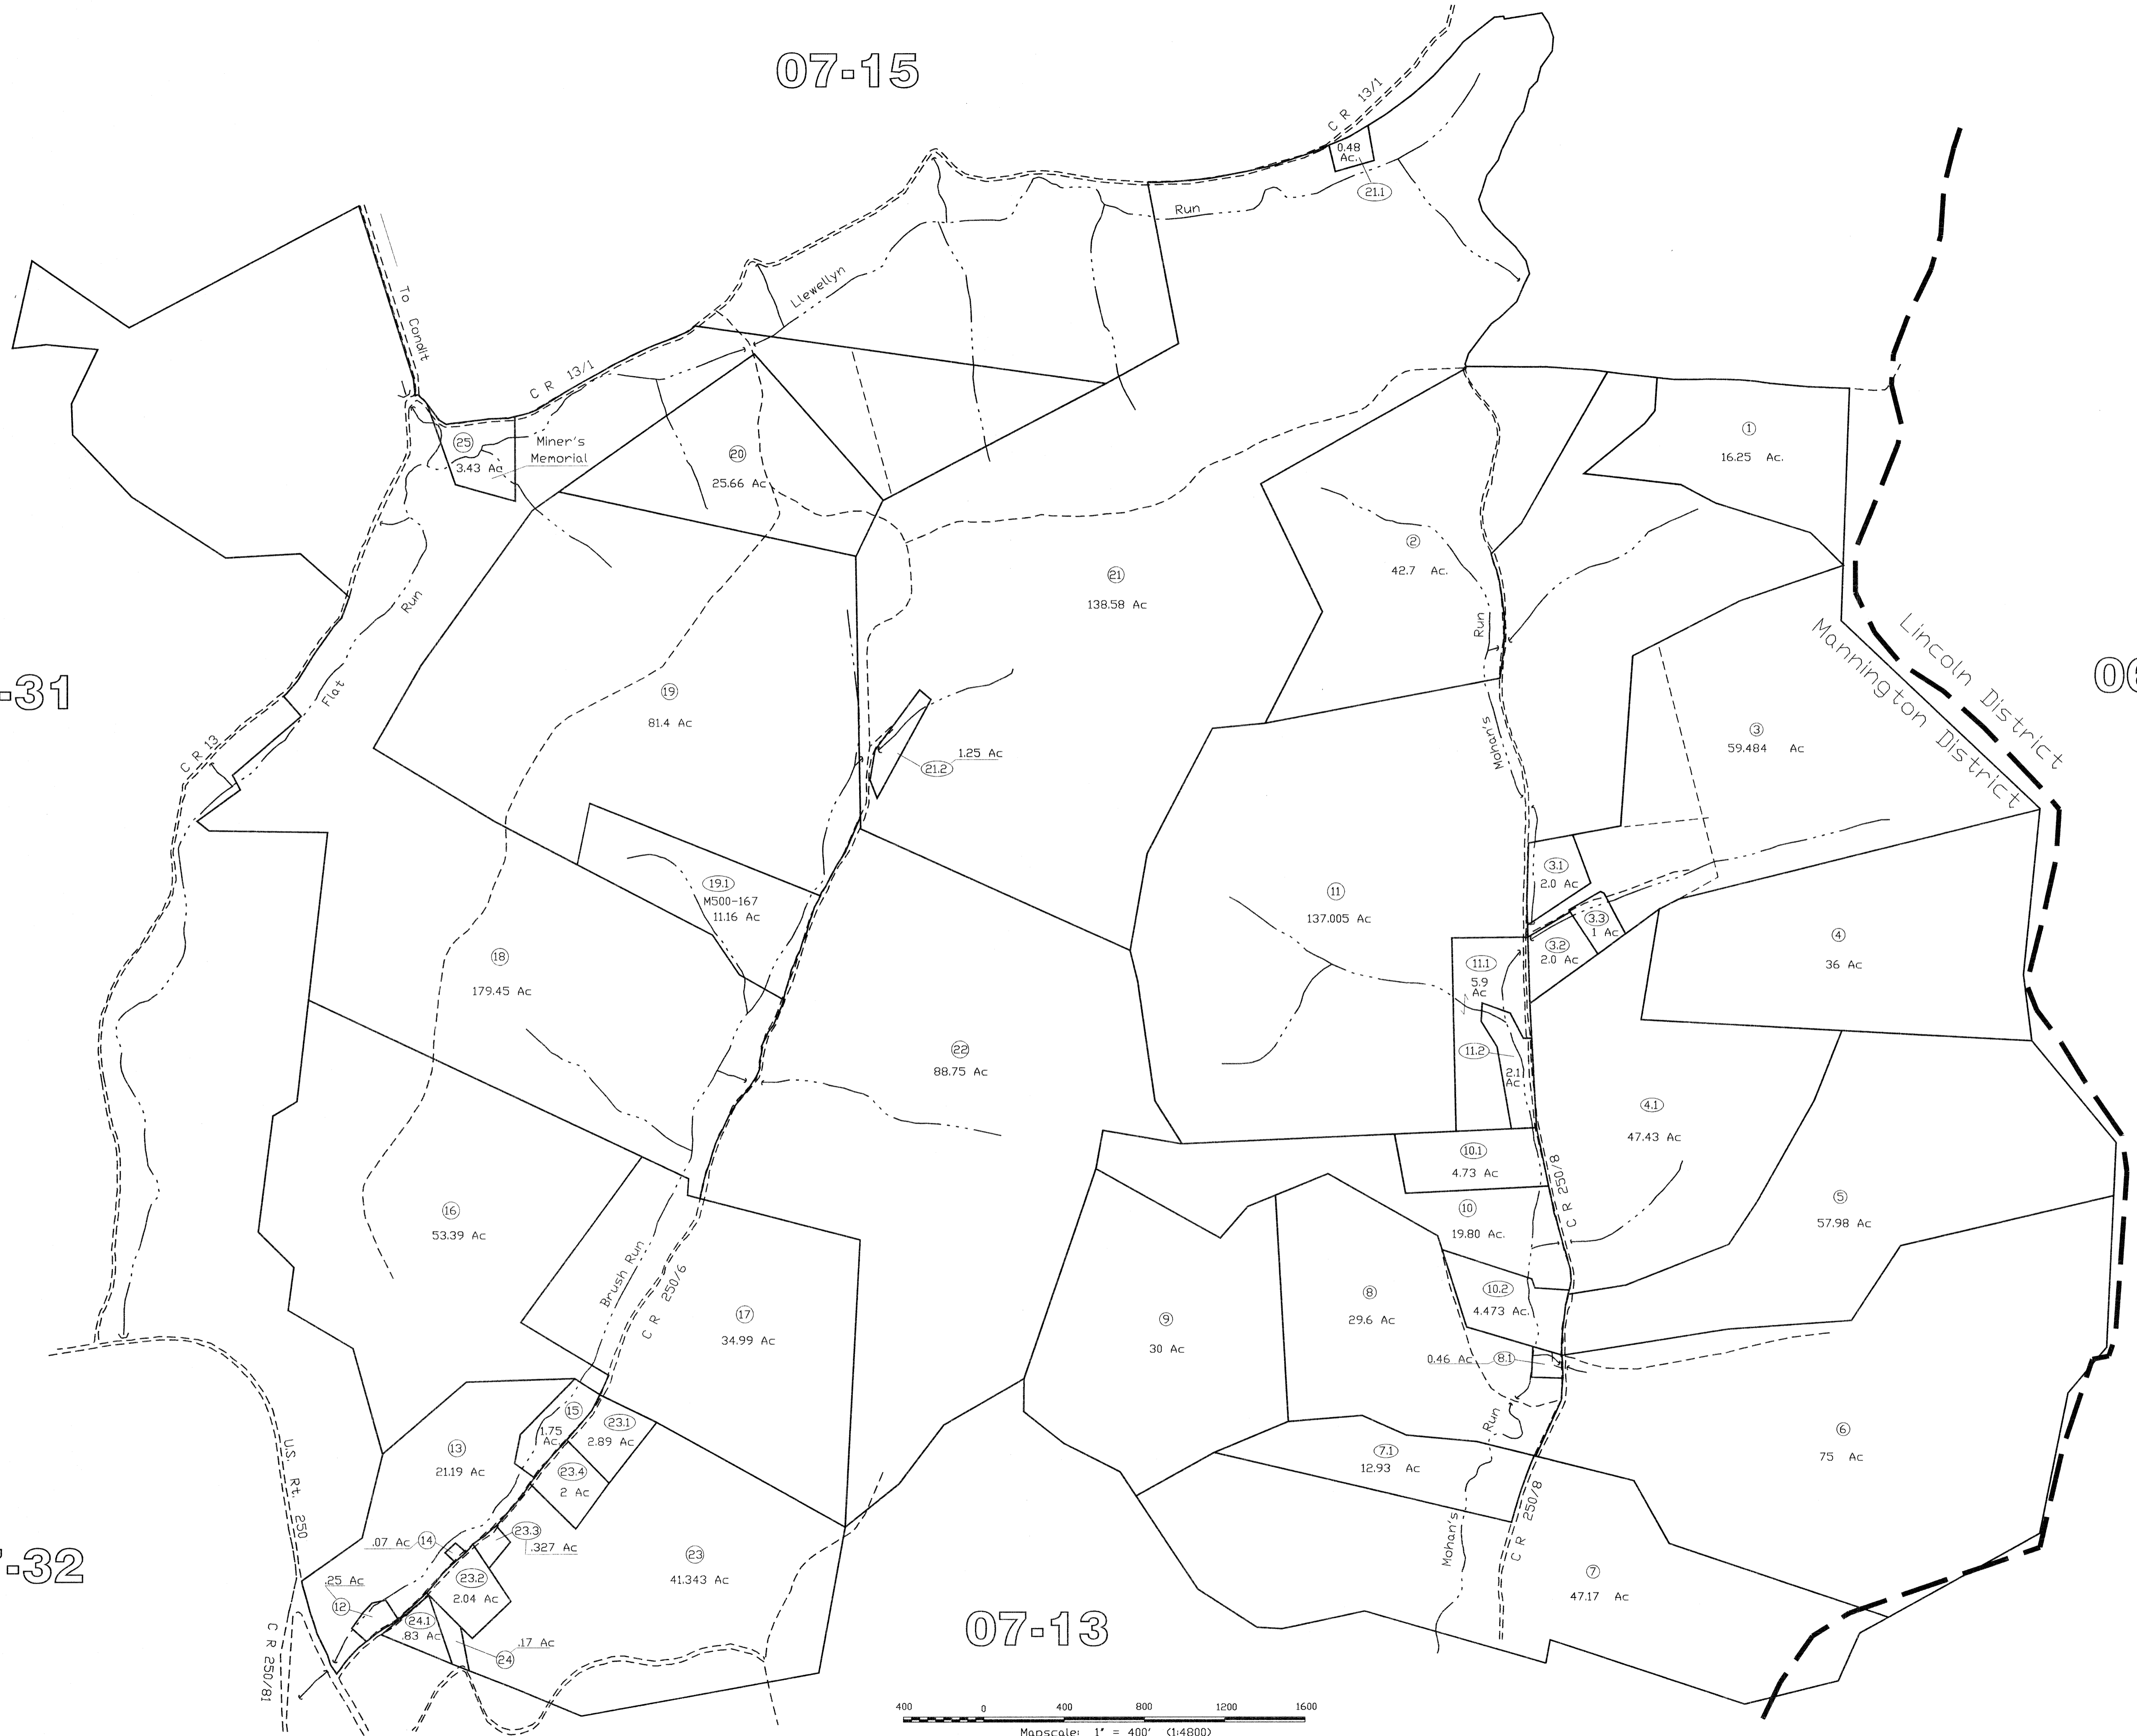 07-15
C R 13/1
0.48
Ac.
21.1
Run
Llewellyn
To Condit
C R 13/1
25
3.43 Ac
Miner's
Memorial
20
25.66 Ac
1
16.25 Ac.
2
42.7 Ac.
21
138.58 Ac
Run
Flat
Run
Lincoln District
Mannington District
-31
06
19
81.4 Ac
C R 13
Mohan's
3
59.484 Ac
1.25 Ac
21.2
3.1
2.0 Ac
19.1
M500-167
11.16 Ac
11
137.005 Ac
3.3
1 Ac
3.2
2.0 Ac
4
36 Ac
18
179.45 Ac
11.1
5.9
Ac
11.2
2.1
Ac
22
88.75 Ac
4.1
47.43 Ac
10.1
4.73 Ac
C R 250/8
16
53.39 Ac
10
19.80 Ac.
5
57.98 Ac
Brush Run
C R 250/6
17
34.99 Ac
9
30 Ac
8
29.6 Ac
10.2
4.473 Ac.
0.46 Ac
8.1
15
1.75
Ac.
23.1
2.89 Ac
Run
6
75 Ac
13
21.19 Ac
23.4
2 Ac
7.1
12.93 Ac
U.S. Rt. 250
C R 250/8
Mohan's
.07 Ac
14
23.3
.327 Ac
-32
23
41.343 Ac
23.2
2.04 Ac
.25 Ac
12
24.1
.83 Ac
.17 Ac
24
7
47.17 Ac
07-13
C R 250/81
400 0 400 800 1200 1600
Mapscale: 1" = 400' (1:4800)